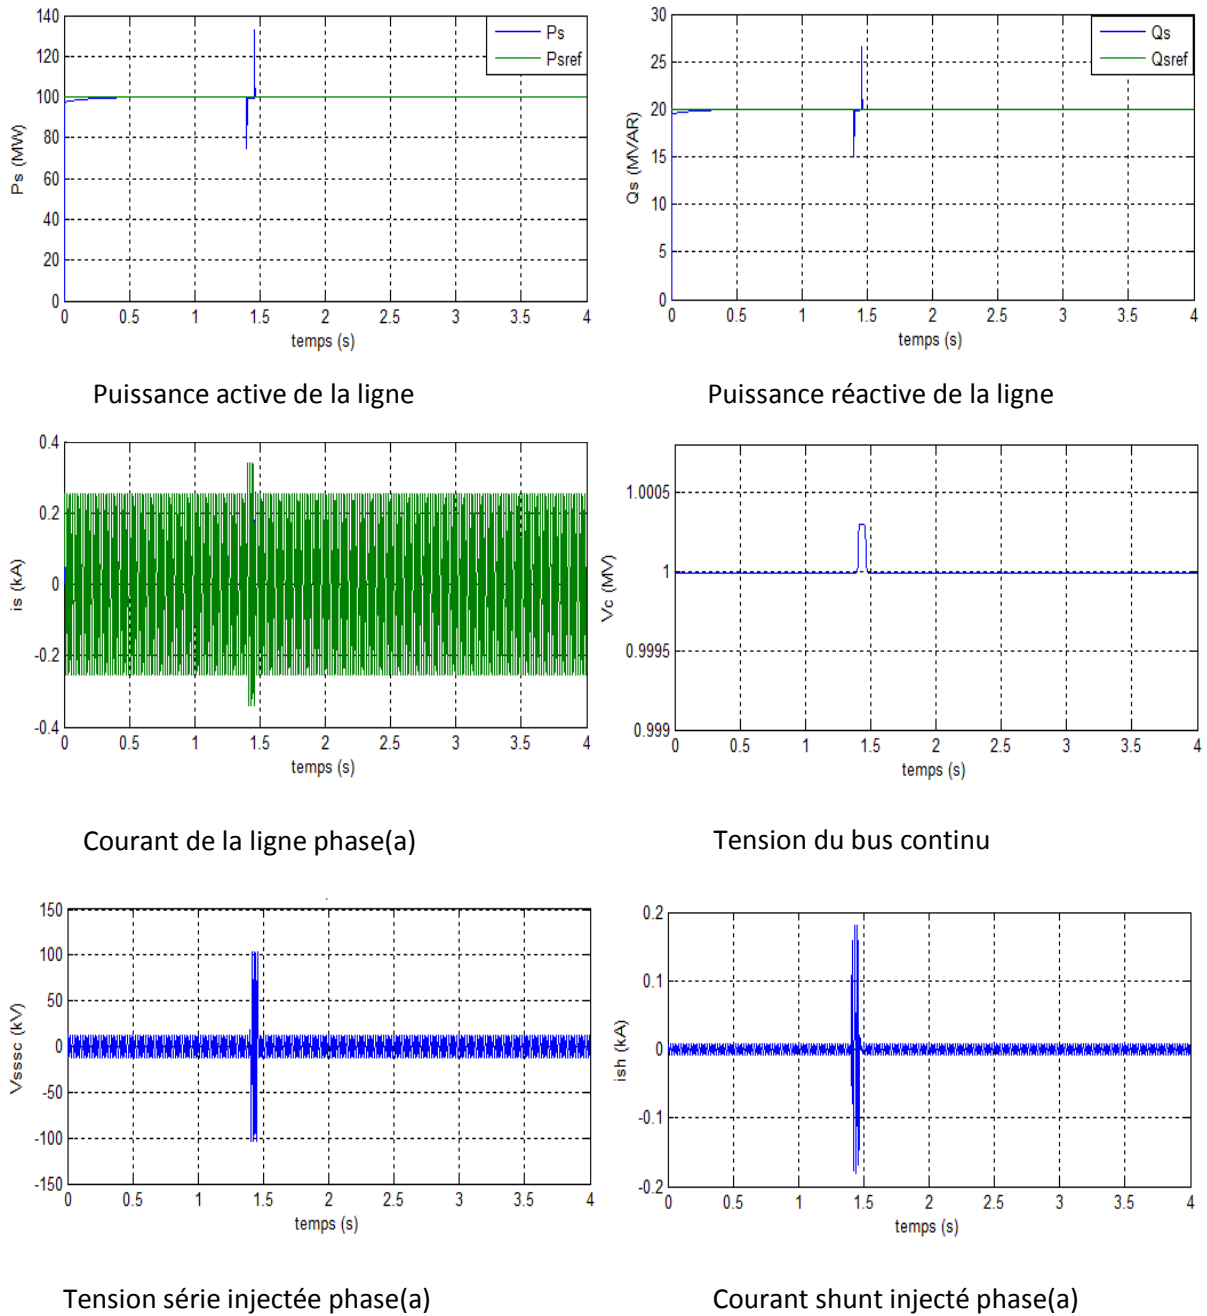 140
120
100
80
60
40
20
0
Ps (MW)
Ps
Psref
0 0.5 1 1.5 2 2.5 3 3.5 4
temps (s)
Puissance active de la ligne
30
25
20
15
10
5
0
Qs (MVAR)
Qs
Qsref
0 0.5 1 1.5 2 2.5 3 3.5 4
temps (s)
Puissance réactive de la ligne
0.4
0.2
0
-0.2
-0.4
is (kA)
0 0.5 1 1.5 2 2.5 3 3.5 4
temps (s)
Courant de la ligne phase(a)
1.0005
1
0.9995
0.999
Vc (MV)
0 0.5 1 1.5 2 2.5 3 3.5 4
temps (s)
Tension du bus continu
150
100
50
0
-50
-100
-150
Vsssc (kV)
0 0.5 1 1.5 2 2.5 3 3.5 4
temps (s)
Tension série injectée phase(a)
0.2
0.1
0
-0.1
-0.2
ish (kA)
0 0.5 1 1.5 2 2.5 3 3.5 4
temps (s)
Courant shunt injecté phase(a)